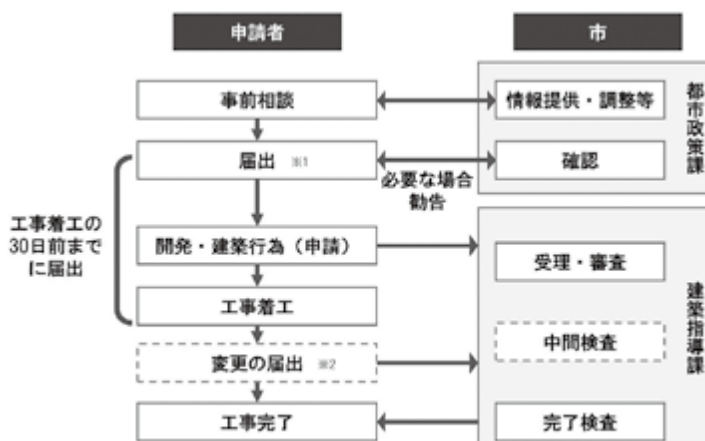 申請者
市
事前相談
情報提供・調整等
都市政策課
届出 ※1
確認
必要な場合
勧告
工事着工の
30日前まで
に届出
開発・建築行為（申請）
受理・審査
建築指導課
工事着工
中間検査
変更の届出 ※2
工事完了
完了検査